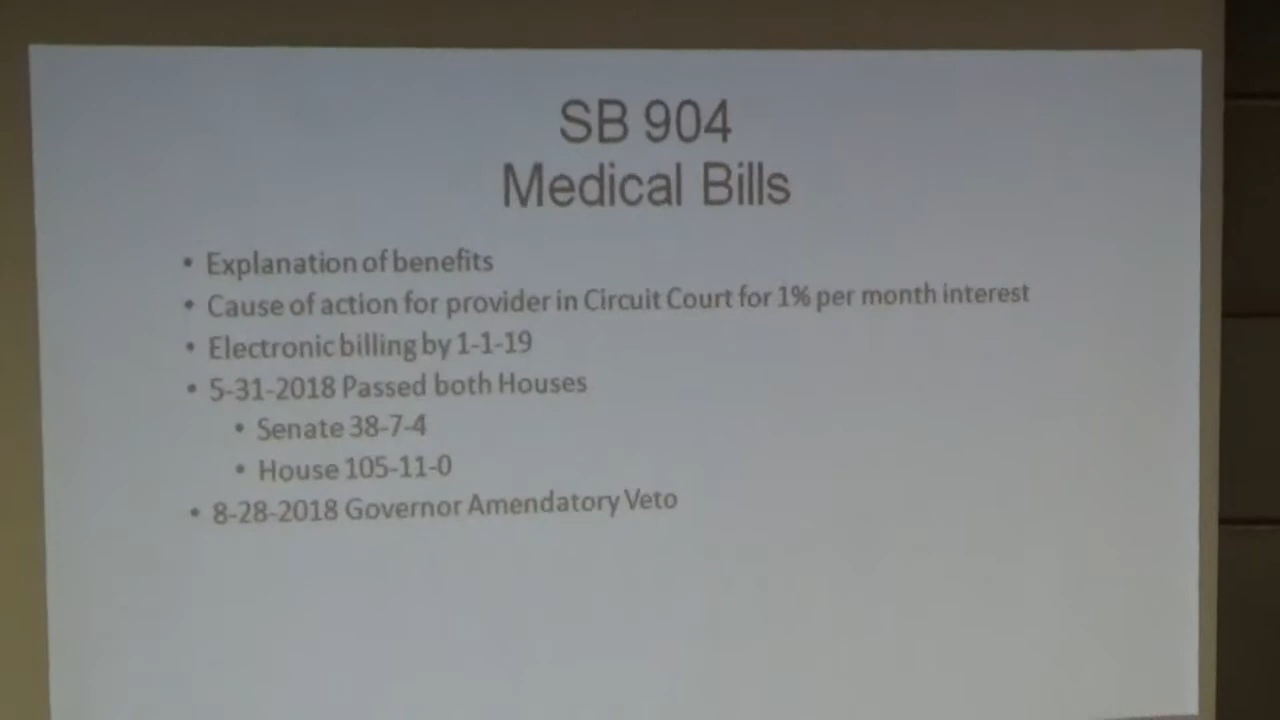 SB 904
Medical Bills
• Explanation of benefits
• Cause of action for provider in Circuit Court for 1% per month interest
• Electronic billing by 1-1-19
• 5-31-2018 Passed both Houses
• Senate 38-7-4
• House 105-11-0
• 8-28-2018 Governor Amendatory Veto